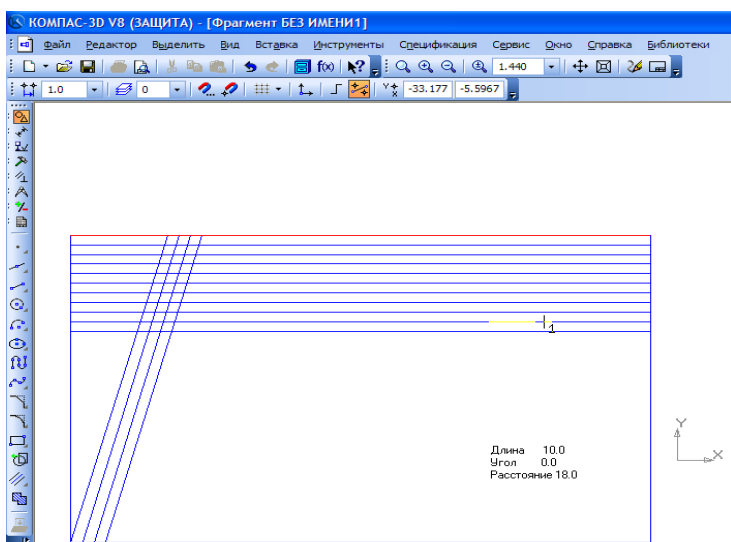 КОМПАС-3D V8 (ЗАЩИТА) - [Фрагмент БЕЗ ИМЕНИ1]
Файл Редактор Выделить Вид Вставка Инструменты Спецификация Сервис Окно Справка Библиотеки
f(x) 1.440
1.0 0 -33.177 -5.5967
1
Длина 10.0
Угол 0.0
Расстояние 18.0
Y
X